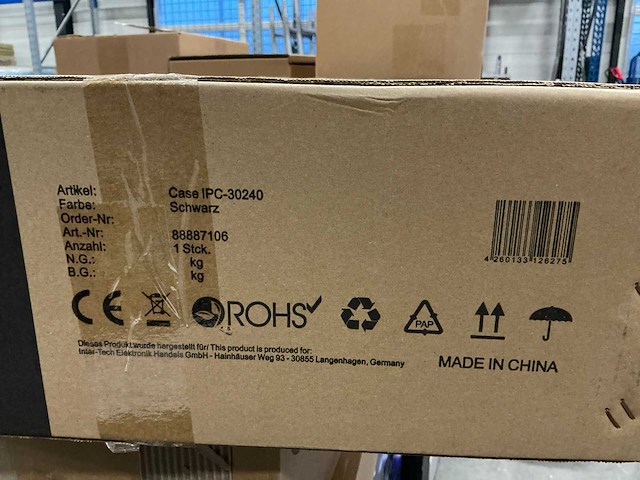 Artikel: Case IPC-30240
Farbe: Schwarz
Order-Nr:
Art.-Nr: 88887106
Anzahl: 1 Stck.
N.G.: kg
B.G.: kg
CE ROHS PAP
Dieses Produkt wurde hergestellt für/ This product is produced for:
Inter-Tech Elektronik Handels GmbH - Hainhäuser Weg 93 - 30855 Langenhagen, Germany
MADE IN CHINA
4 260133 126275